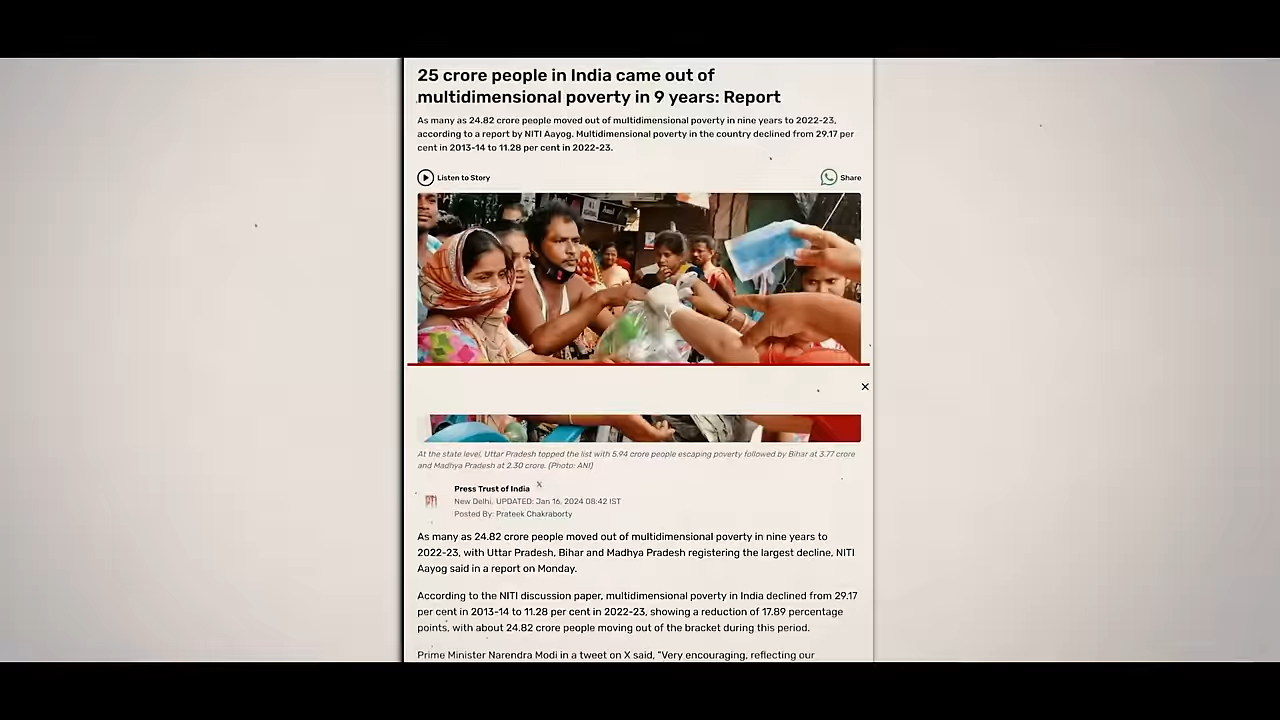 25 crore people in India came out of
multidimensional poverty in 9 years: Report
As many as 24.82 crore people moved out of multidimensional poverty in nine years to 2022-23,
according to a report by NITI Aayog. Multidimensional poverty in the country declined from 29.17 per
cent in 2013-14 to 11.28 per cent in 2022-23.
Listen to Story
Share
At the state level, Uttar Pradesh topped the list with 5.94 crore people escaping poverty followed by Bihar at 3.77 crore
and Madhya Pradesh at 2.30 crore. (Photo: ANI)
Press Trust of India
New Delhi, UPDATED: Jan 16, 2024 08:42 IST
Posted By: Prateek Chakraborty
As many as 24.82 crore people moved out of multidimensional poverty in nine years to
2022-23, with Uttar Pradesh, Bihar and Madhya Pradesh registering the largest decline, NITI
Aayog said in a report on Monday.
According to the NITI discussion paper, multidimensional poverty in India declined from 29.17
per cent in 2013-14 to 11.28 per cent in 2022-23, showing a reduction of 17.89 percentage
points, with about 24.82 crore people moving out of the bracket during this period.
Prime Minister Narendra Modi in a tweet on X said, "Very encouraging, reflecting our